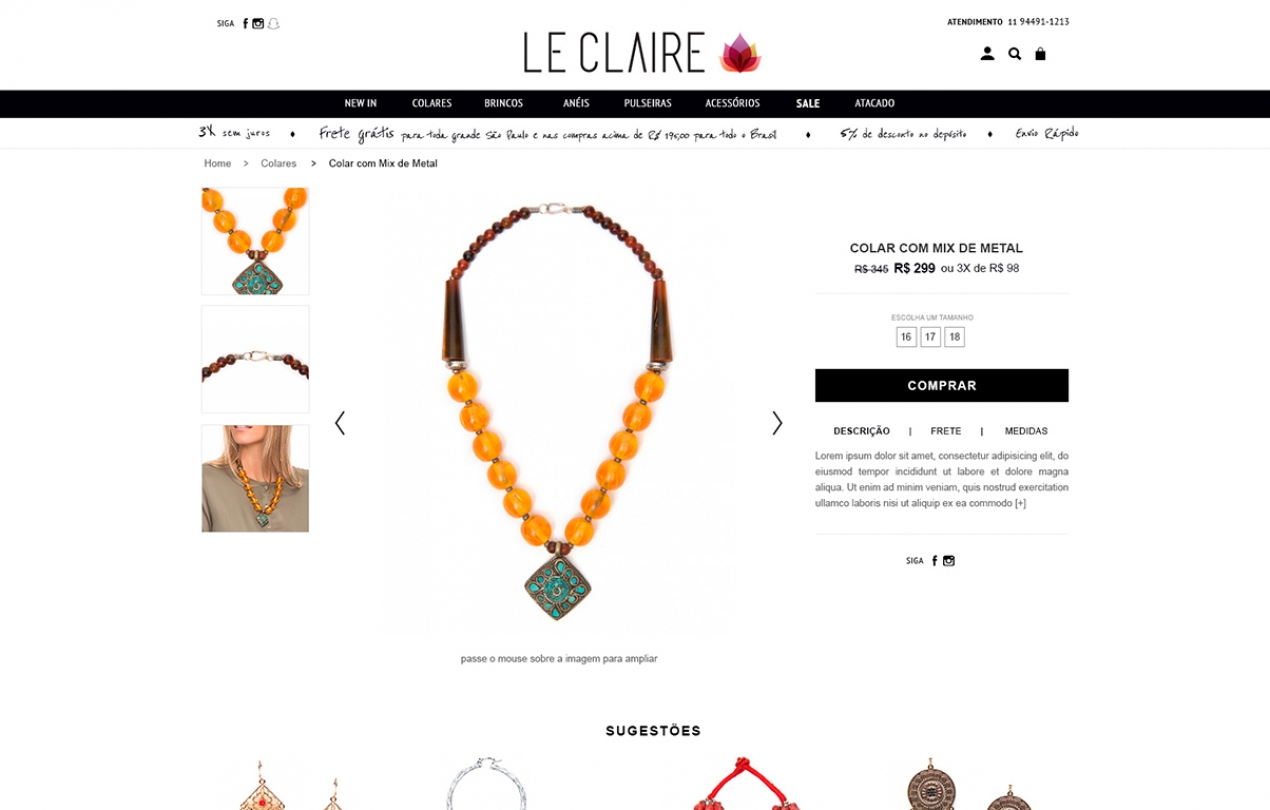 SIGA
ATENDIMENTO 11 94491-1213
LE CLAIRE
NEW IN COLARES BRINCOS ANÉIS PULSEIRAS ACESSÓRIOS SALE ATACADO
3X sem juros ♦ Frete grátis para toda grande São Paulo e nas compras acima de R$ 195,00 para todo o Brasil ♦ 5% de desconto no depósito ♦ Envio Rápido
Home > Colares > Colar com Mix de Metal
COLAR COM MIX DE METAL
R$ 345 R$ 299 ou 3X de R$ 98
ESCOLHA UM TAMANHO
16 17 18
COMPRAR
DESCRIÇÃO | FRETE | MEDIDAS
Lorem ipsum dolor sit amet, consectetur adipisicing elit, do
eiusmod tempor incididunt ut labore et dolore magna
aliqua. Ut enim ad minim veniam, quis nostrud exercitation
ullamco laboris nisi ut aliquip ex ea commodo [+]
SIGA
passe o mouse sobre a imagem para ampliar
SUGESTÕES